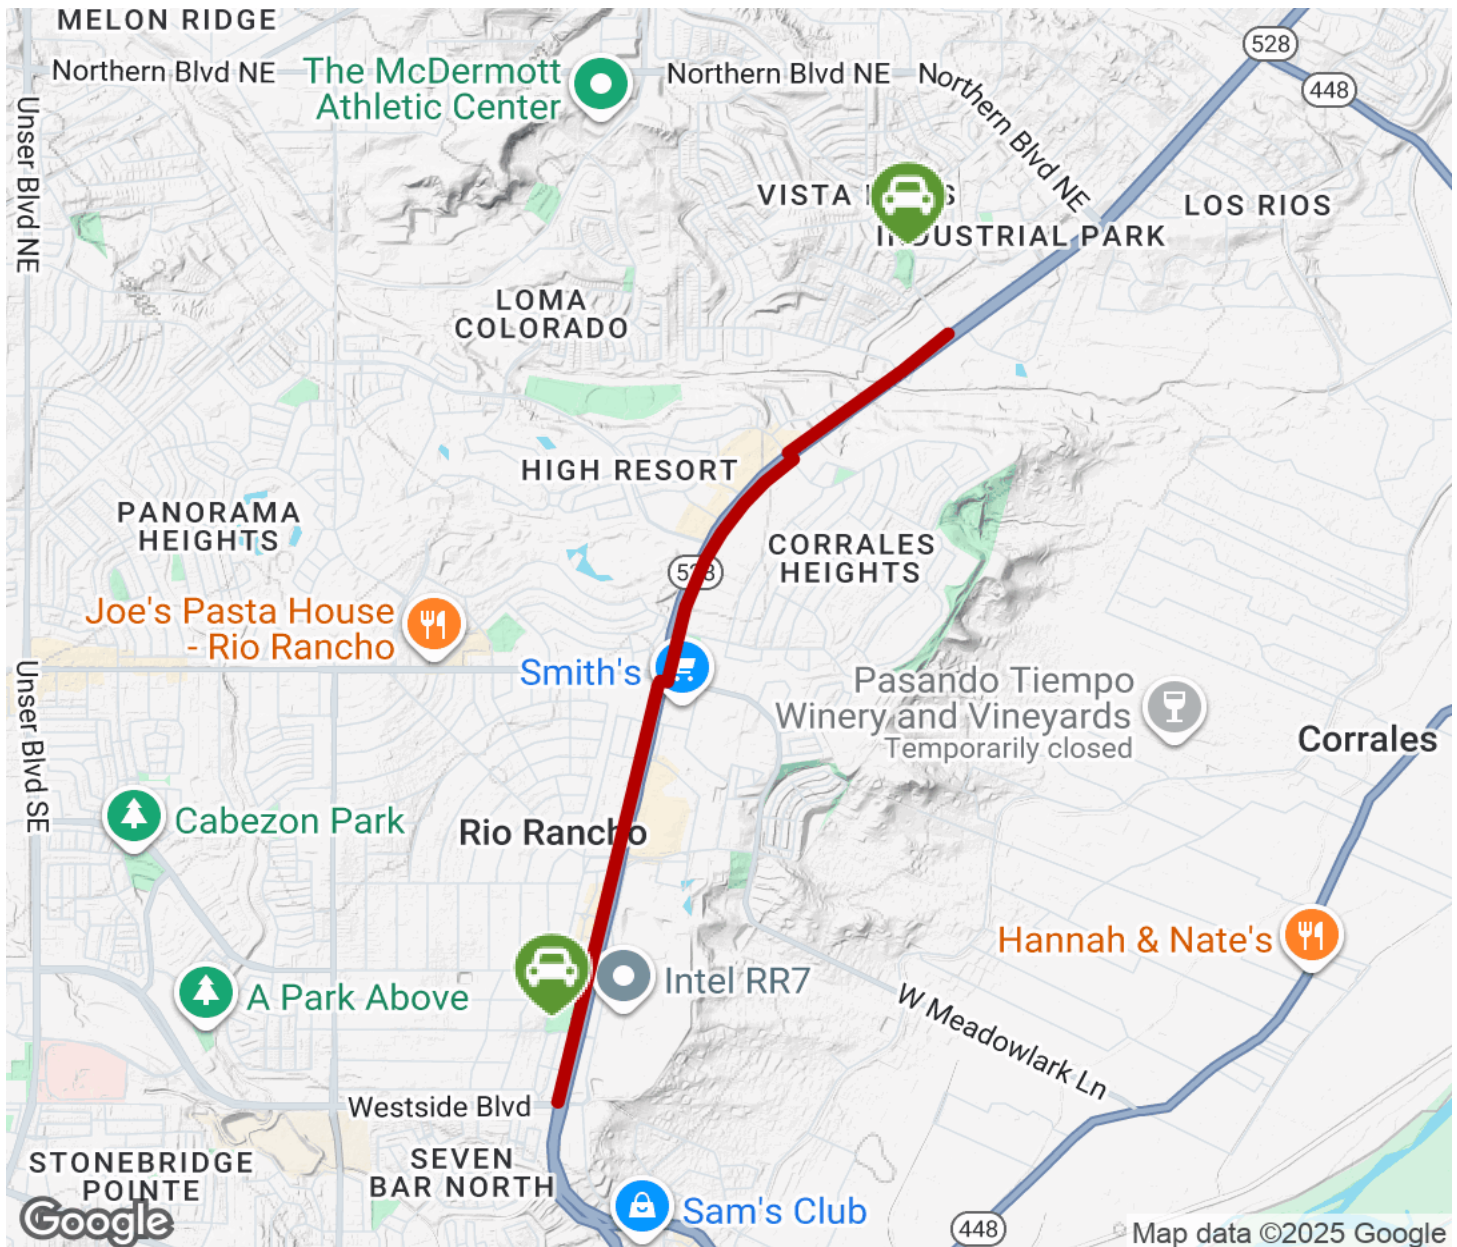 MELON RIDGE
528
Northern Blvd NE
The McDermott
Athletic Center
Northern Blvd NE
Northern Blvd NE
448
Unser Blvd NE
VISTA
LOS RIOS
INDUSTRIAL PARK
LOMA
COLORADO
HIGH RESORT
PANORAMA
HEIGHTS
CORRALES
HEIGHTS
528
Joe's Pasta House
- Rio Rancho
Smith's
Unser Blvd SE
Pasando Tiempo
Winery and Vineyards
Temporarily closed
Corrales
Cabezon Park
Rio Rancho
Hannah & Nate's
Intel RR7
A Park Above
W Meadowlark Ln
Westside Blvd
STONEBRIDGE
POINTE
SEVEN
BAR NORTH
Sam's Club
448
Google
Map data ©2025 Google